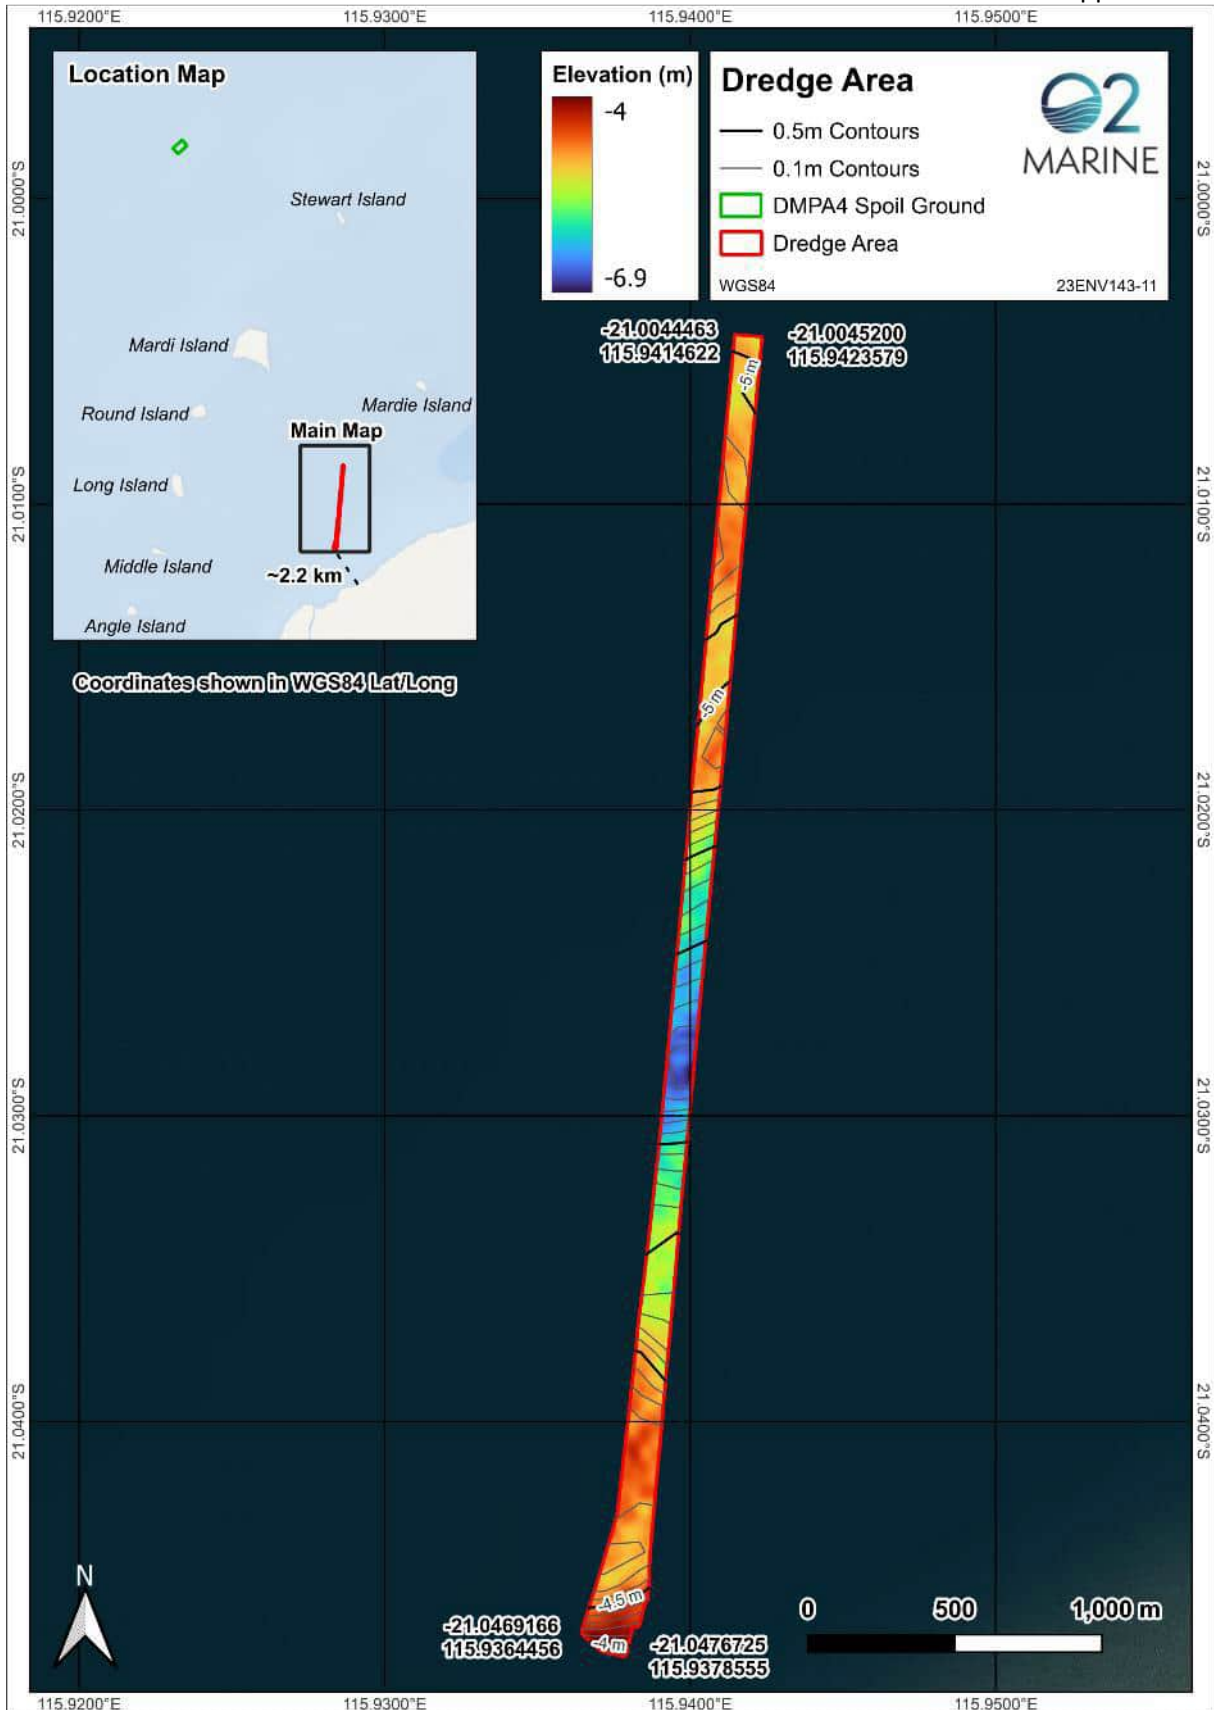 115.9200°E 115.9300°E 115.9400°E 115.9500°E
Location Map
Stewart Island
Mardi Island
Round Island
Mardie Island
Main Map
Long Island
Middle Island
~2.2 km
Angle Island
Coordinates shown in WGS84 Lat/Long
Elevation (m)
-4
-6.9
Dredge Area
0.5m Contours
0.1m Contours
DMPA4 Spoil Ground
Dredge Area
WGS84
23ENV143-11
O2
MARINE
21.0000°S
21.0100°S
21.0200°S
21.0300°S
21.0400°S
21.0000°S
21.0100°S
21.0200°S
21.0300°S
21.0400°S
-21.0044463
115.9414622
-21.0045200
115.9423579
-5 m
-5 m
-4.5 m
-4 m
-21.0469166
115.9364456
-21.0476725
115.9378555
N
0 500 1,000 m
115.9200°E 115.9300°E 115.9400°E 115.9500°E